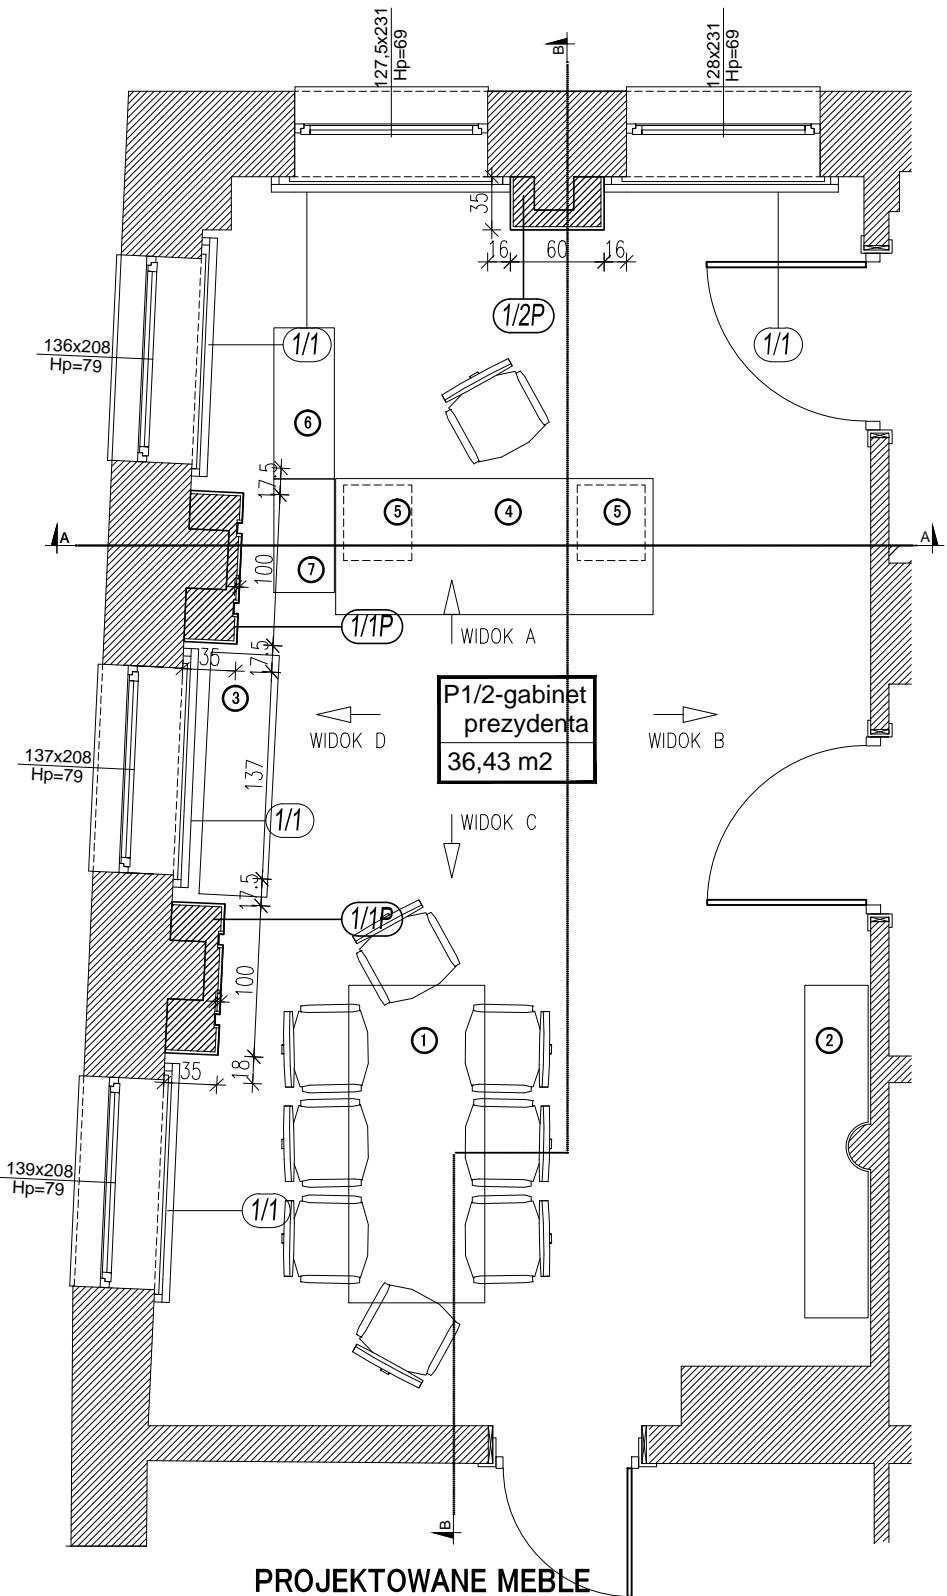 127,5x231
Hp=69
B
128x231
Hp=69
35
16
60
16
1/2P
136x208
Hp=79
1/1
1/1
6
17.5
5
4
5
A
A
100
7
1/1P
WIDOK A
17.5
35
3
P1/2-gabinet
prezydenta
36,43 m2
WIDOK D
WIDOK B
137x208
Hp=79
137
1/1
WIDOK C
17.5
1/1P
100
1
2
35
18
139x208
Hp=79
1/1
B
PROJEKTOWANE MEBLE